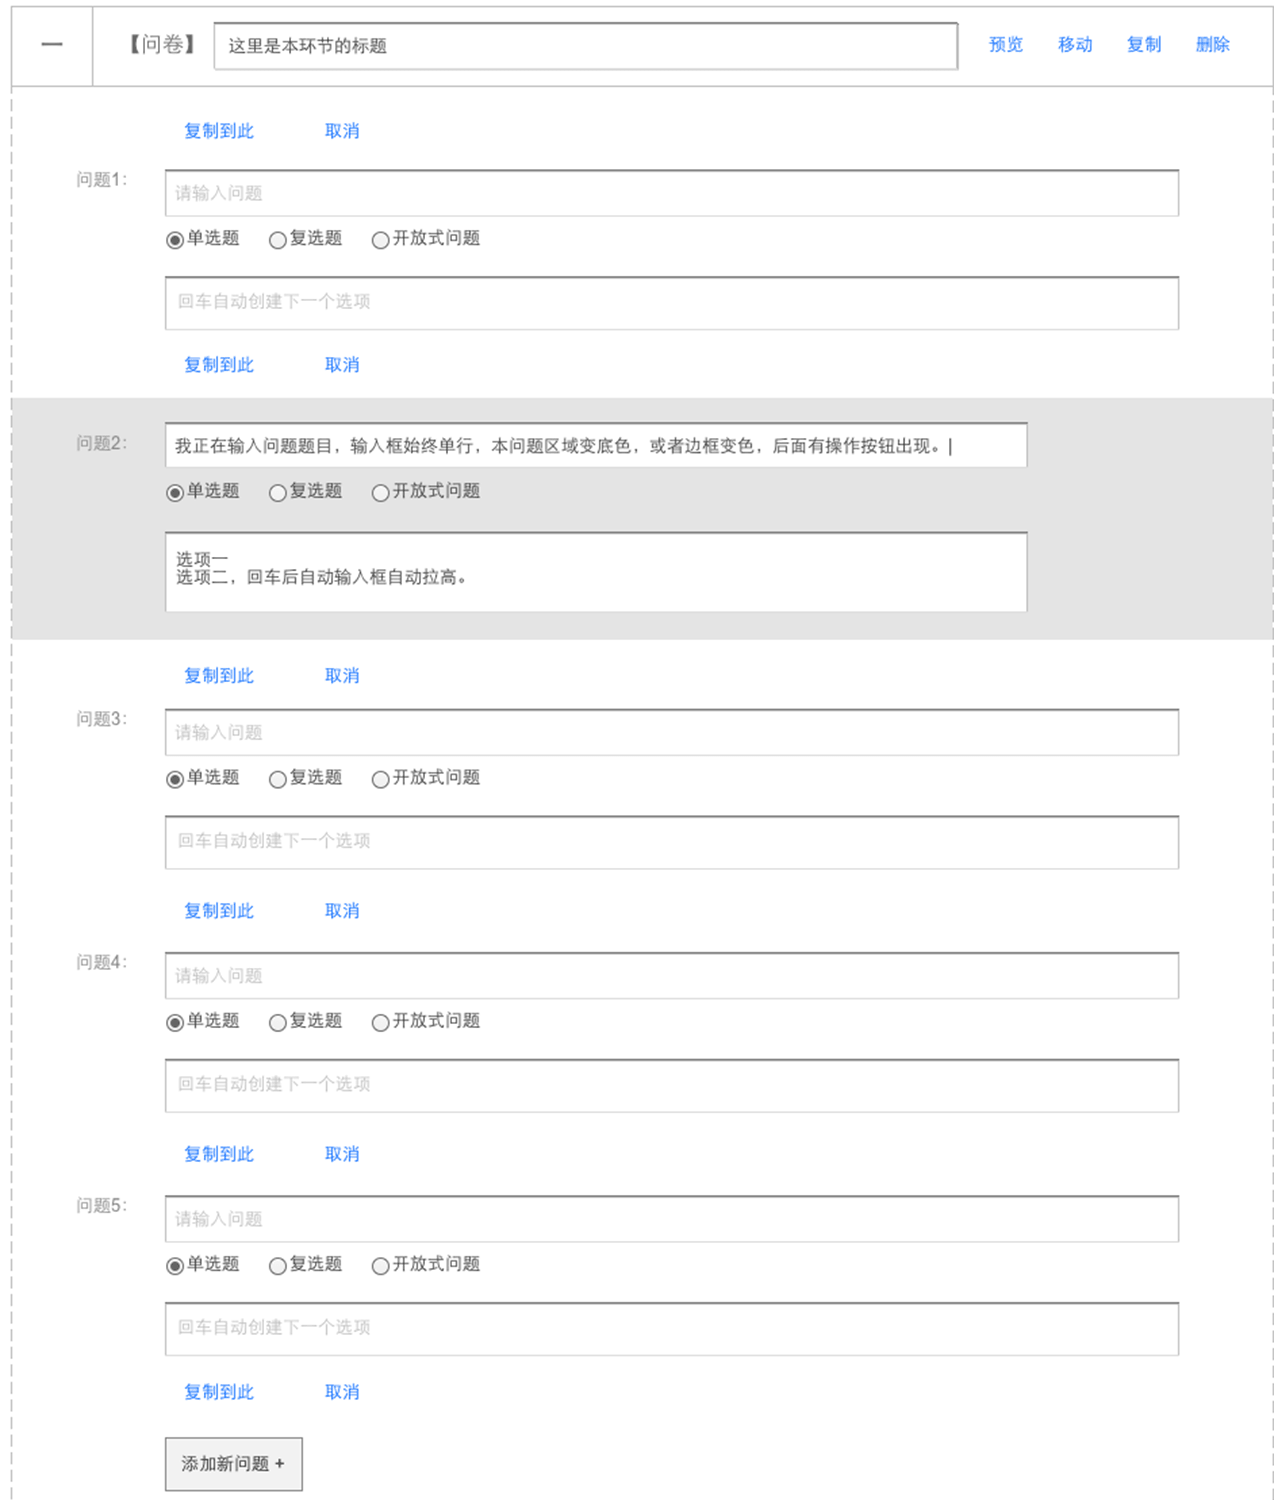 一 【问卷】 这里是本环节的标题 预览 移动 复制 删除
复制到此 取消
问题1： 请输入问题
单选题 复选题 开放式问题
回车自动创建下一个选项
复制到此 取消
问题2： 我正在输入问题题目，输入框始终单行，本问题区域变底色，或者边框变色，后面有操作按钮出现。|
单选题 复选题 开放式问题
选项一
选项二，回车后自动输入框自动拉高。
复制到此 取消
问题3： 请输入问题
单选题 复选题 开放式问题
回车自动创建下一个选项
复制到此 取消
问题4： 请输入问题
单选题 复选题 开放式问题
回车自动创建下一个选项
复制到此 取消
问题5： 请输入问题
单选题 复选题 开放式问题
回车自动创建下一个选项
复制到此 取消
添加新问题 +